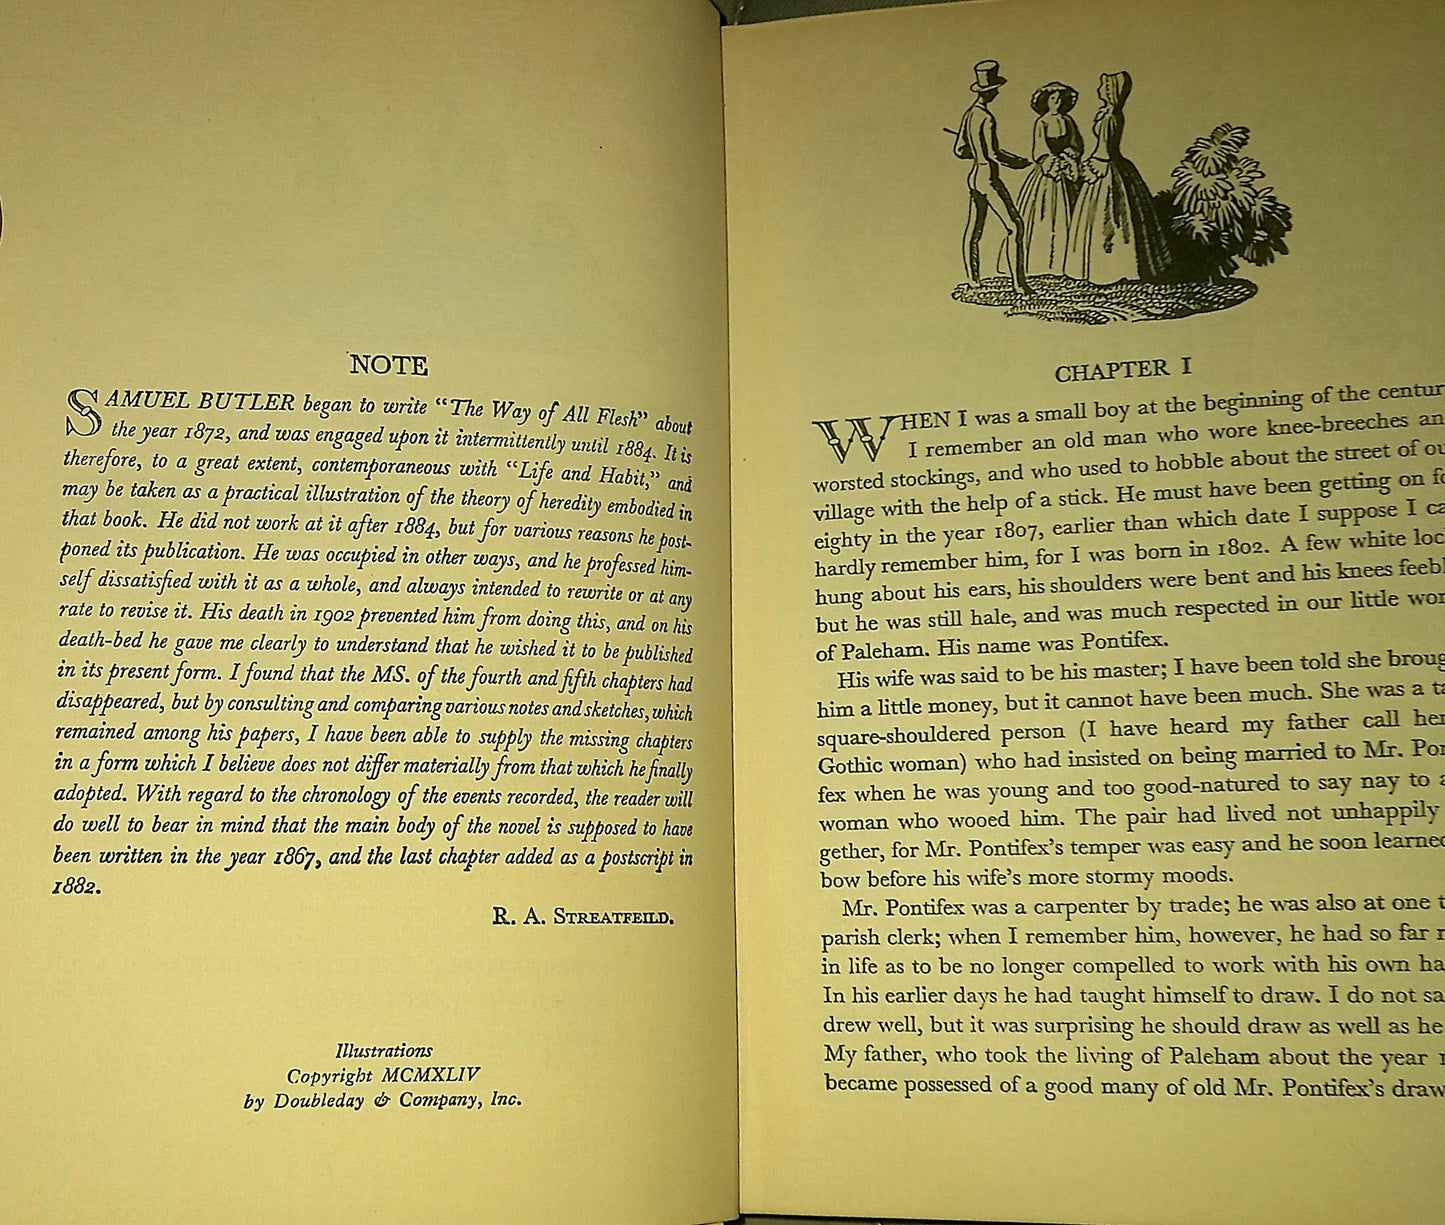 NOTE
SAMUEL BUTLER began to write “The Way of All Flesh” about
the year 1872, and was engaged upon it intermittently until 1884. It is
therefore, to a great extent, contemporaneous with “Life and Habit,” and
may be taken as a practical illustration of the theory of heredity embodied in
that book. He did not work at it after 1884, but for various reasons he post-
poned its publication. He was occupied in other ways, and he professed him-
self dissatisfied with it as a whole, and always intended to rewrite or at any
rate to revise it. His death in 1902 prevented him from doing this, and on his
death-bed he gave me clearly to understand that he wished it to be published
in its present form. I found that the MS. of the fourth and fifth chapters had
disappeared, but by consulting and comparing various notes and sketches, which
remained among his papers, I have been able to supply the missing chapters
in a form which I believe does not differ materially from that which he finally
adopted. With regard to the chronology of the events recorded, the reader will
do well to bear in mind that the main body of the novel is supposed to have
been written in the year 1867, and the last chapter added as a postscript in
1882.
R. A. STREATFEILD.
Illustrations
Copyright MCMXLIV
by Doubleday & Company, Inc.
CHAPTER I
WHEN I was a small boy at the beginning of the centur
I remember an old man who wore knee-breeches an
worsted stockings, and who used to hobble about the street of ou
village with the help of a stick. He must have been getting on fo
eighty in the year 1807, earlier than which date I suppose I ca
hardly remember him, for I was born in 1802. A few white loc
hung about his ears, his shoulders were bent and his knees feebl
but he was still hale, and was much respected in our little wor
of Paleham. His name was Pontifex.
His wife was said to be his master; I have been told she broug
him a little money, but it cannot have been much. She was a ta
square-shouldered person (I have heard my father call her
Gothic woman) who had insisted on being married to Mr. Pon
fex when he was young and too good-natured to say nay to a
woman who wooed him. The pair had lived not unhappily
gether, for Mr. Pontifex’s temper was easy and he soon learned
bow before his wife’s more stormy moods.
Mr. Pontifex was a carpenter by trade; he was also at one t
parish clerk; when I remember him, however, he had so far r
in life as to be no longer compelled to work with his own ha
In his earlier days he had taught himself to draw. I do not sa
drew well, but it was surprising he should draw as well as he
My father, who took the living of Paleham about the year 1
became possessed of a good many of old Mr. Pontifex’s draw